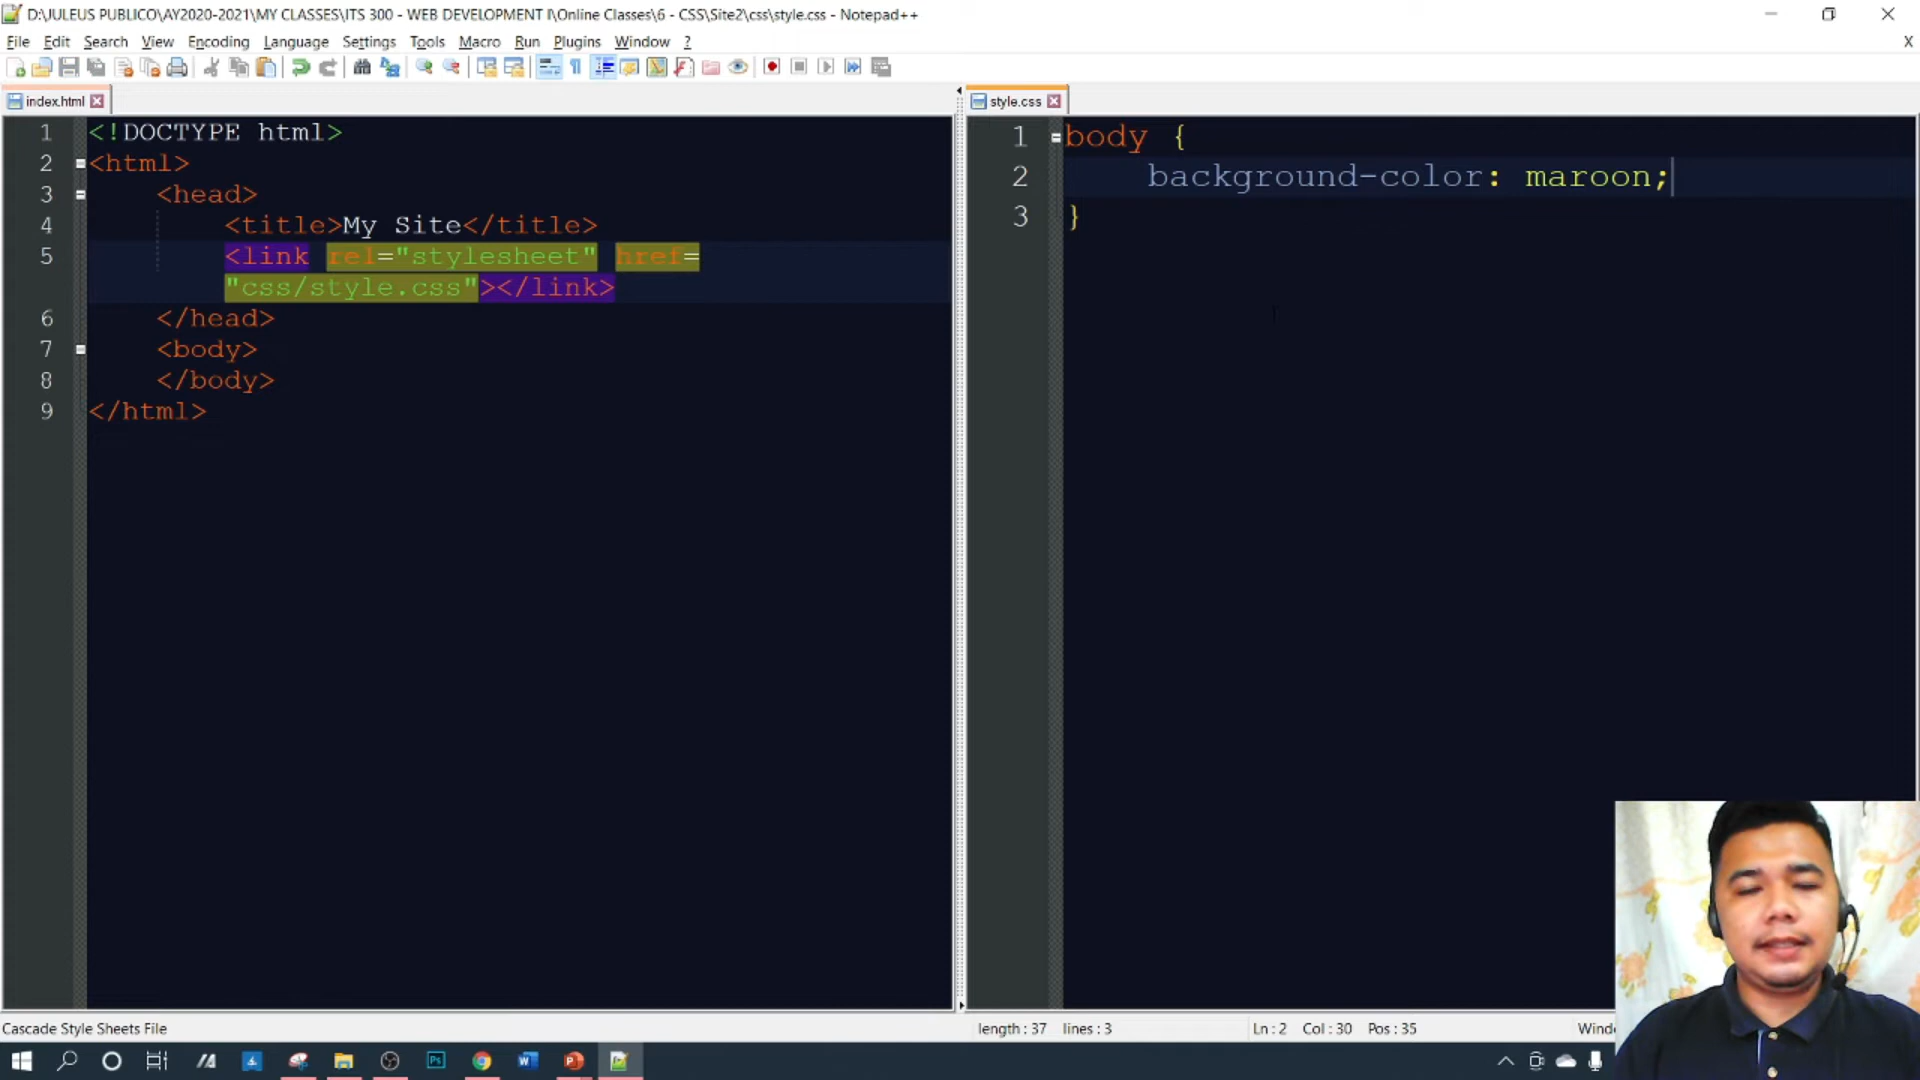 D:\JULEUS PUBLICO\AY2020-2021\MY CLASSES\ITS 300 - WEB DEVELOPMENT I\Online Classes\6 - CSS\Site2\css\style.css - Notepad++
File Edit Search View Encoding Language Settings Tools Macro Run Plugins Window ? X
index.html
1 <!DOCTYPE html>
2 <html>
3 <head>
4 <title>My Site</title>
5 <link rel="stylesheet" href=
"css/style.css"></link>
6 </head>
7 <body>
8 </body>
9 </html>
style.css
1 body {
2 background-color: maroon;
3 }
Cascade Style Sheets File length : 37 lines : 3 Ln : 2 Col : 30 Pos : 35